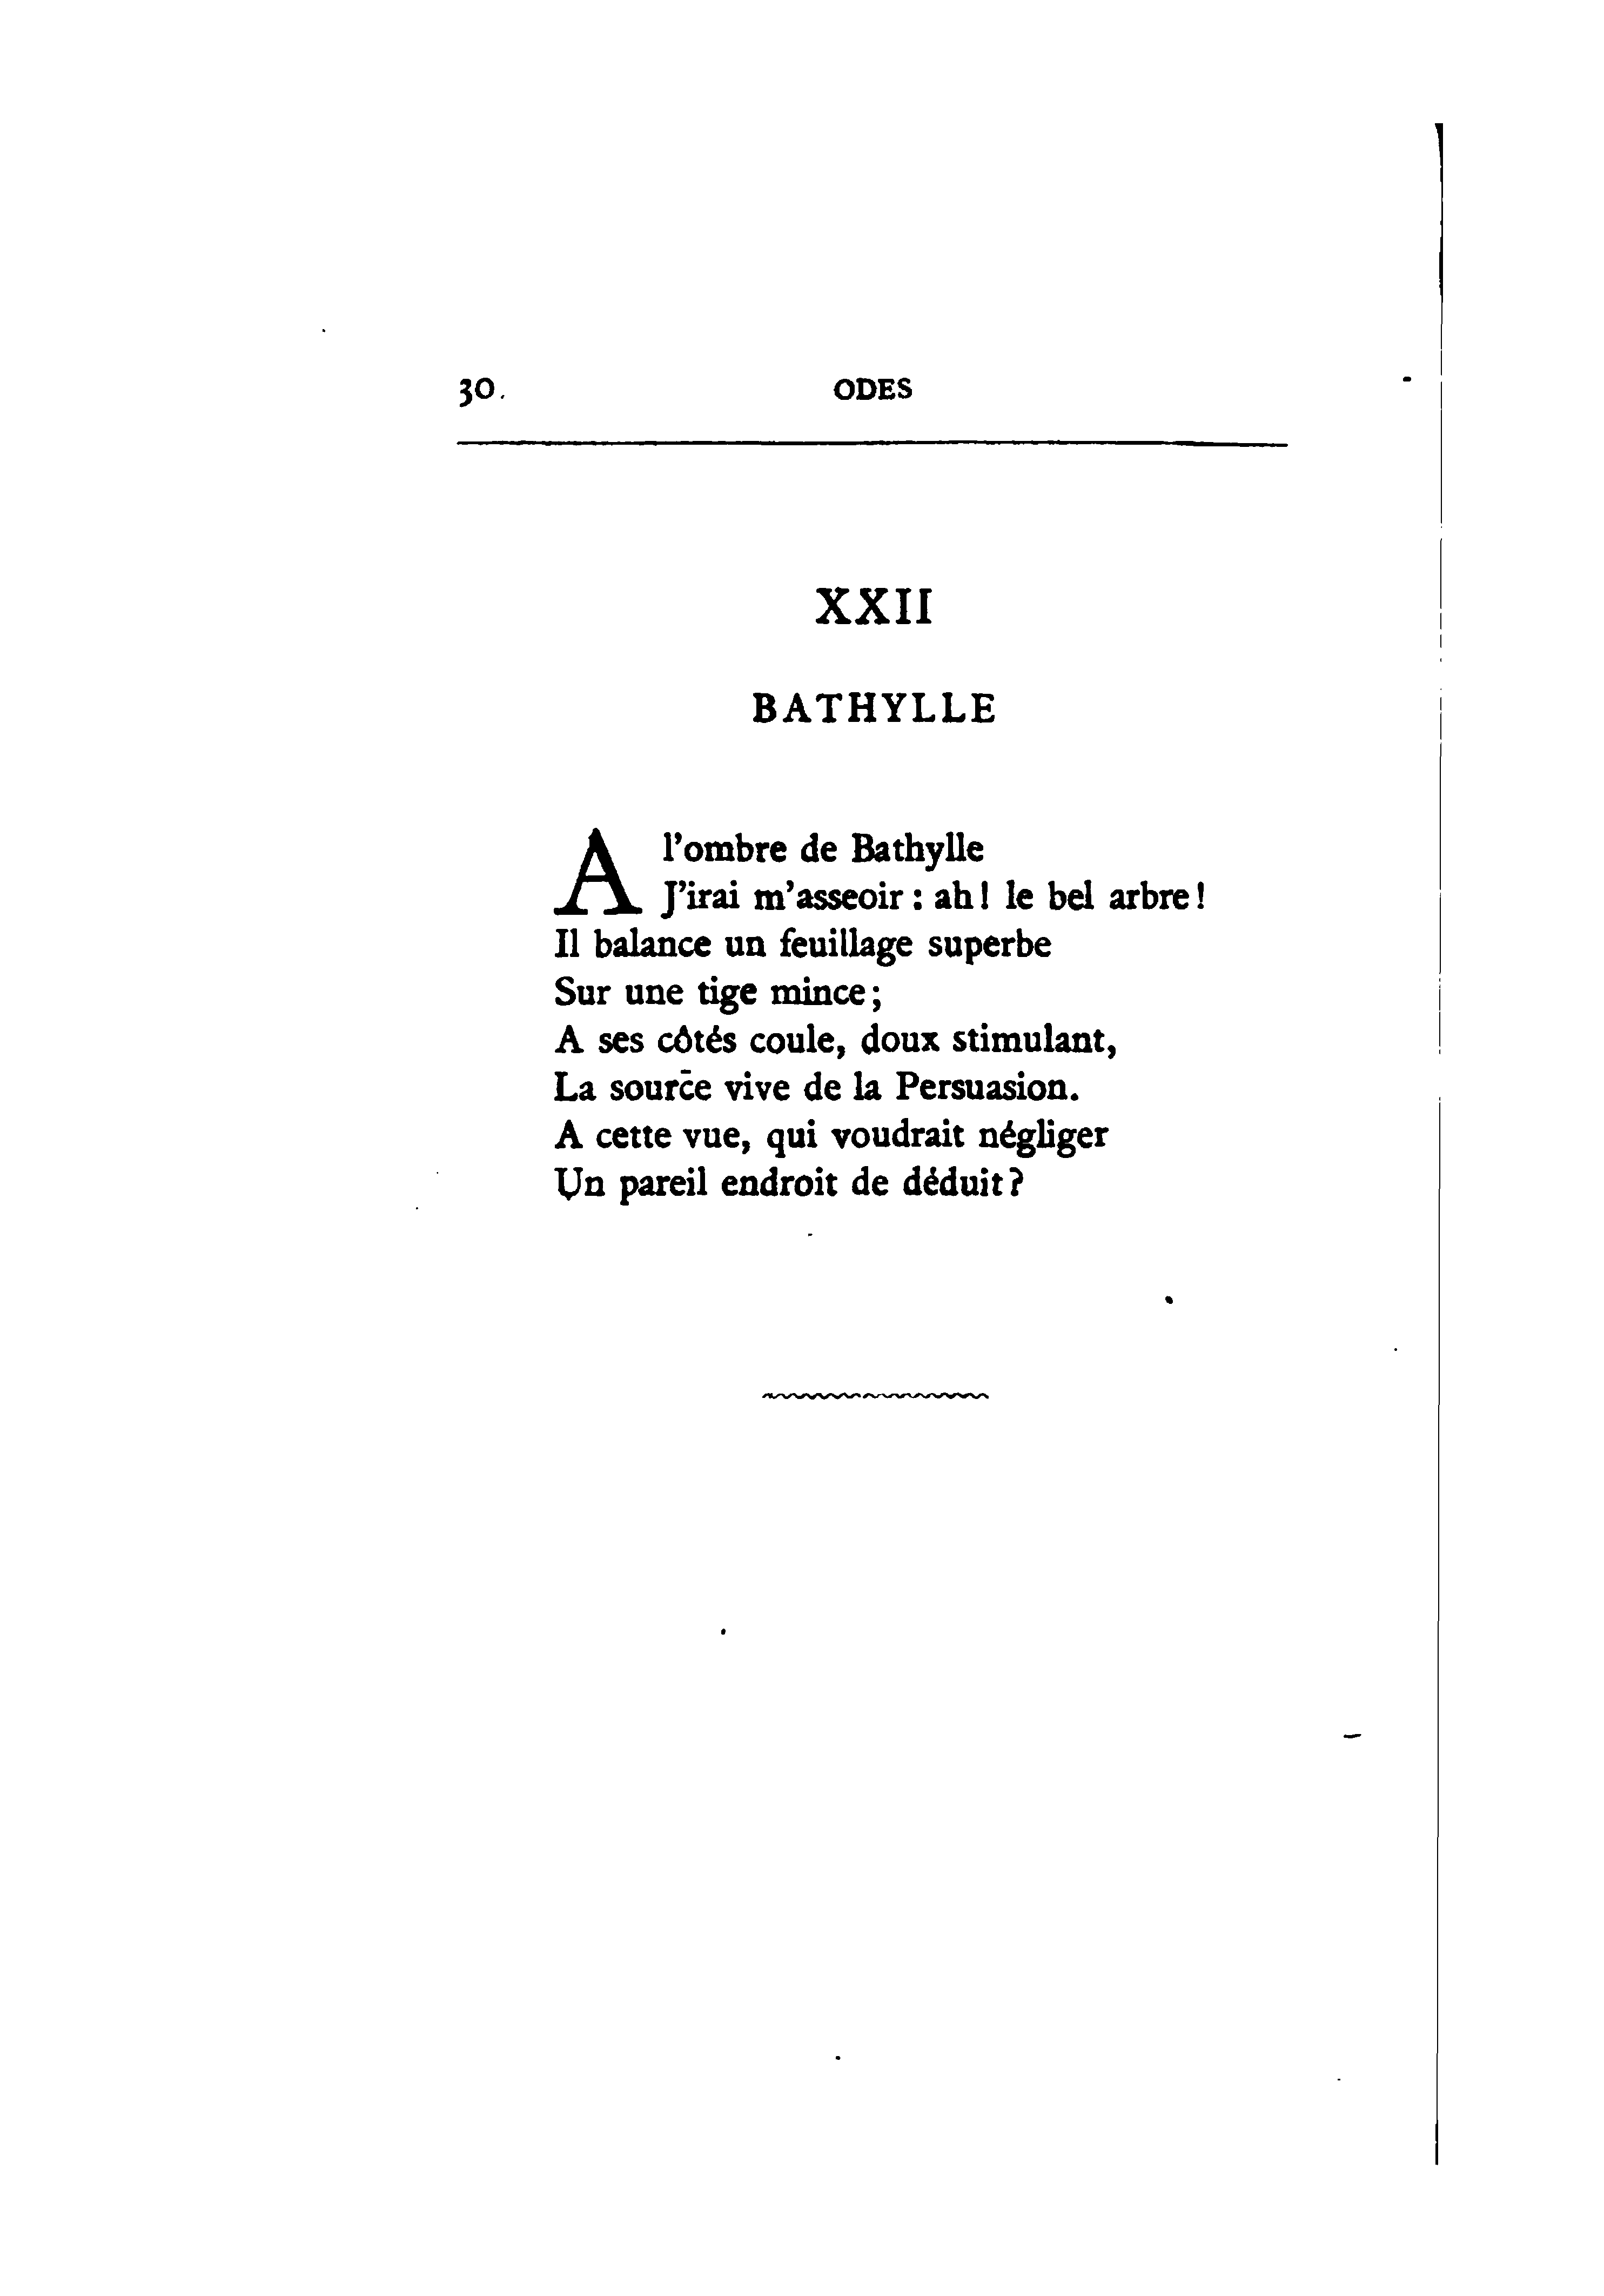 30. ODES
XXII
BATHYLLE
A l'ombre de Bathylle
J'irai m'asseoir : ah! le bel arbre!
Il balance un feuillage superbe
Sur une tige mince;
A ses côtés coule, doux stimulant,
La source vive de la Persuasion.
A cette vue, qui voudrait négliger
Un pareil endroit de déduit?